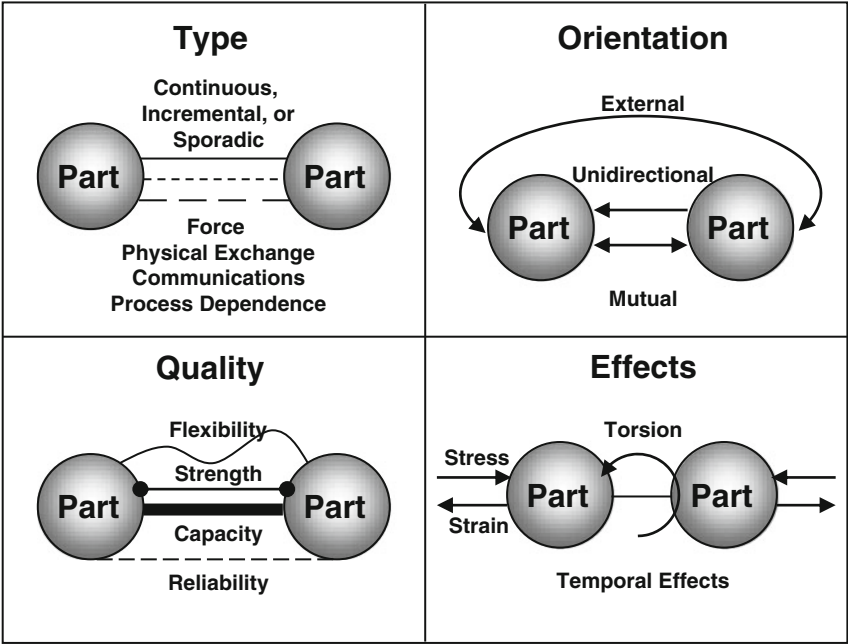 Type
Continuous,
Incremental, or
Sporadic
Part
Part
Force
Physical Exchange
Communications
Process Dependence
Orientation
External
Unidirectional
Part
Part
Mutual
Quality
Flexibility
Strength
Part
Part
Capacity
Reliability
Effects
Torsion
Stress
Part
Part
Strain
Temporal Effects